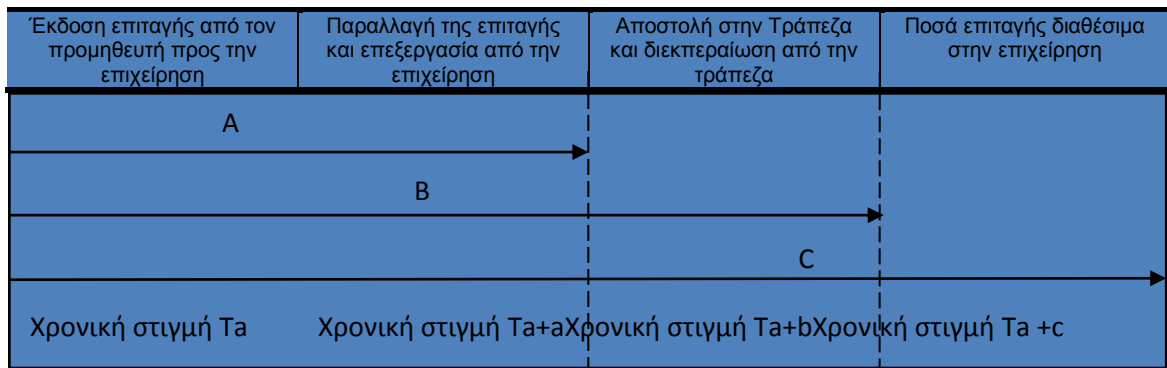 Έκδοση επιταγής από τον
προμηθευτή προς την
επιχείρηση
Παραλλαγή της επιταγής
και επεξεργασία από την
επιχείρηση
Αποστολή στην Τράπεζα
και διεκπεραίωση από την
τράπεζα
Ποσά επιταγής διαθέσιμα
στην επιχείρηση
A
B
C
Χρονική στιγμή Ta
Χρονική στιγμή Ta+a
Χρονική στιγμή Ta+b
Χρονική στιγμή Ta +c